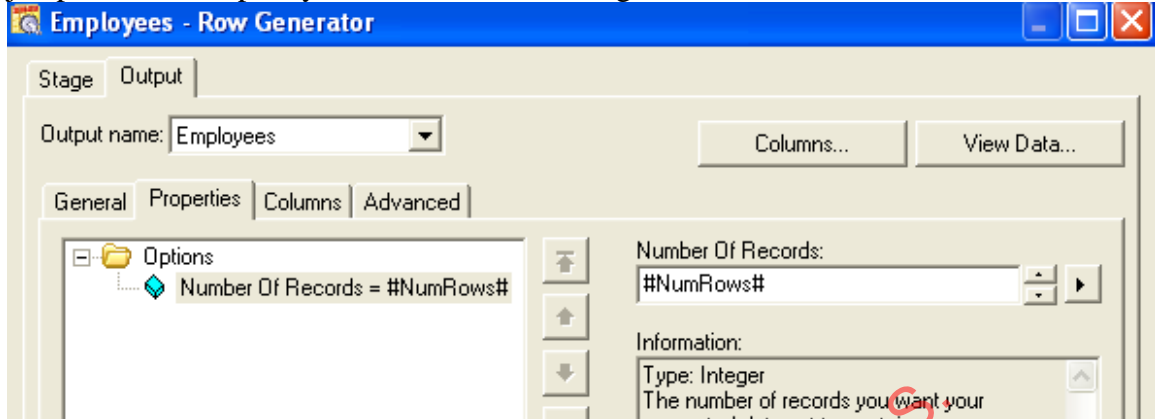 Employees - Row Generator
Stage Output
Output name: Employees Columns... View Data...
General Properties Columns Advanced
Options
Number Of Records = #NumRows#
Number Of Records:
#NumRows#
Information:
Type: Integer
The number of records you want your